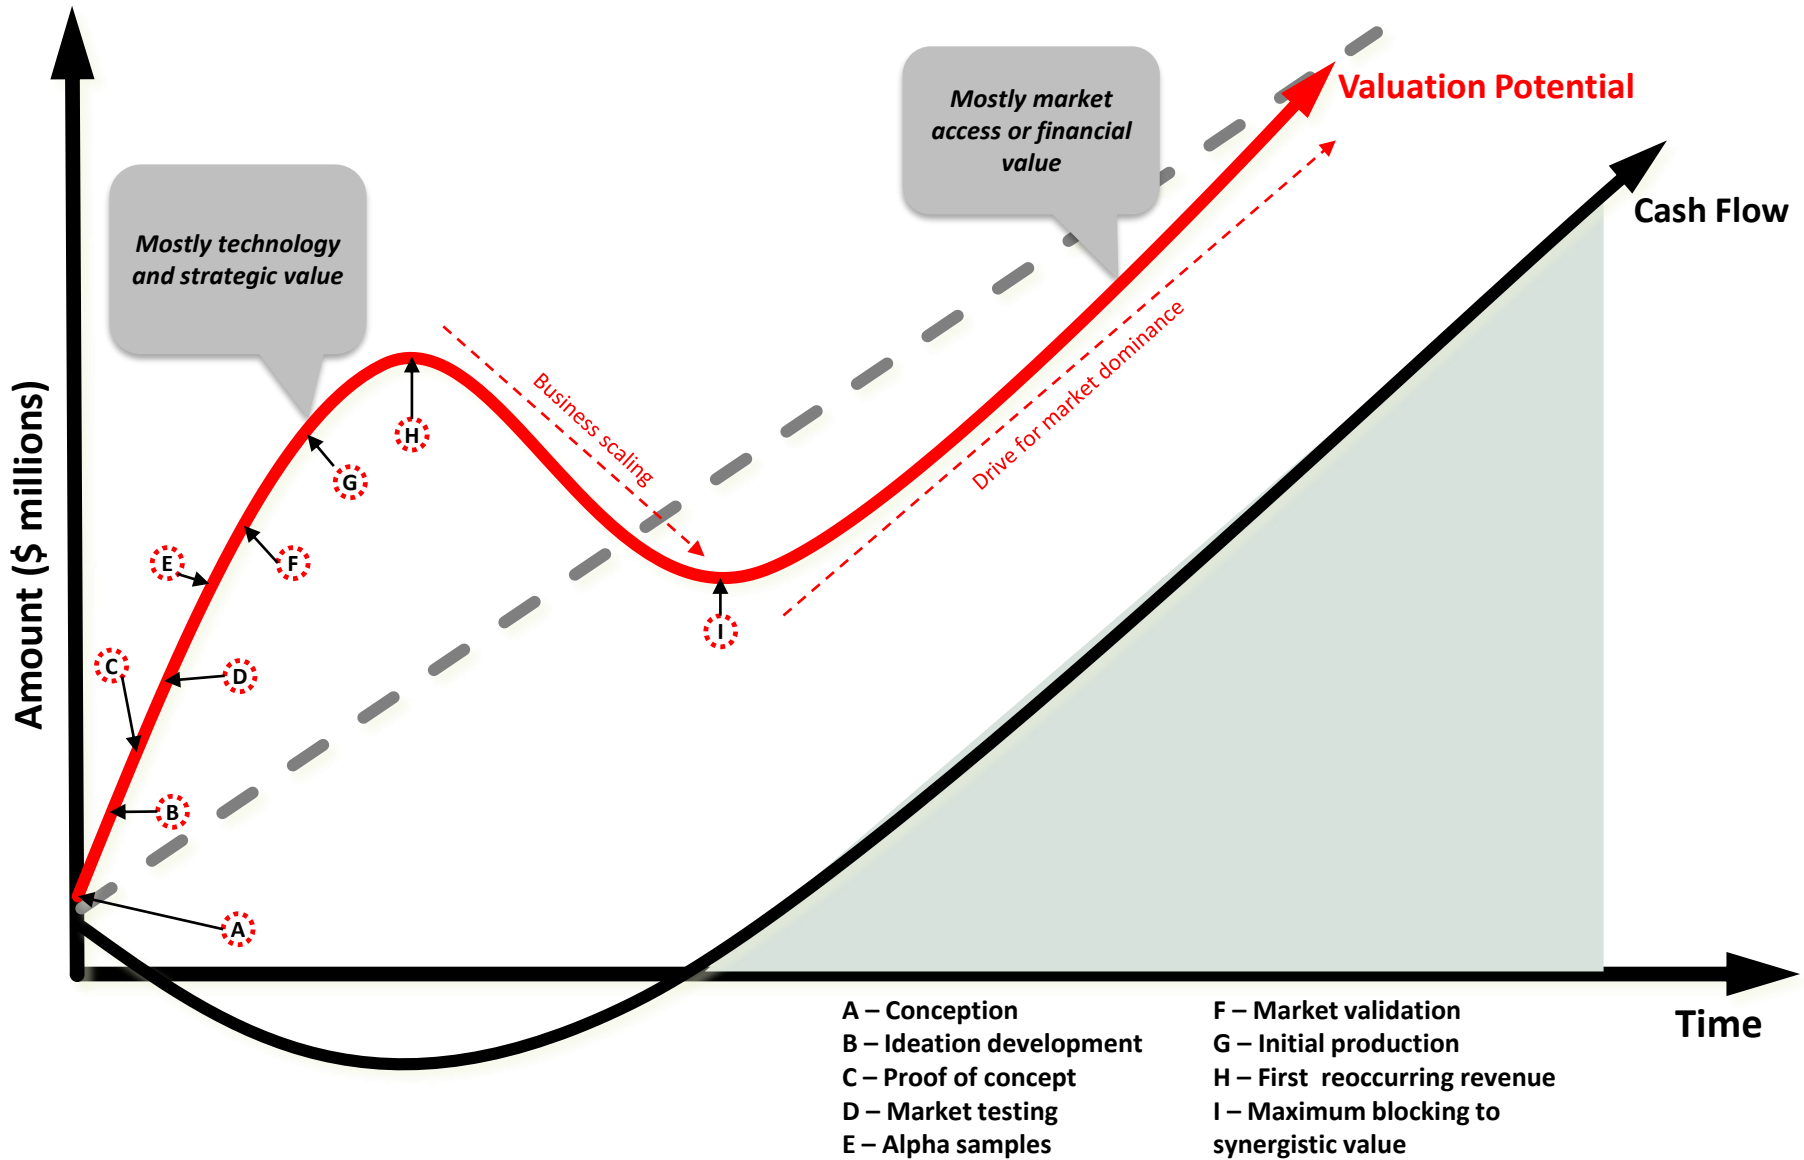 Mostly market
access or financial
value
Valuation Potential
Cash Flow
Mostly technology
and strategic value
Business scaling
Drive for market dominance
Amount ($ millions)
H
G
E
F
I
C
D
B
A
Time
A – Conception
B – Ideation development
C – Proof of concept
D – Market testing
E – Alpha samples
F – Market validation
G – Initial production
H – First  reoccurring revenue
I – Maximum blocking to
synergistic value